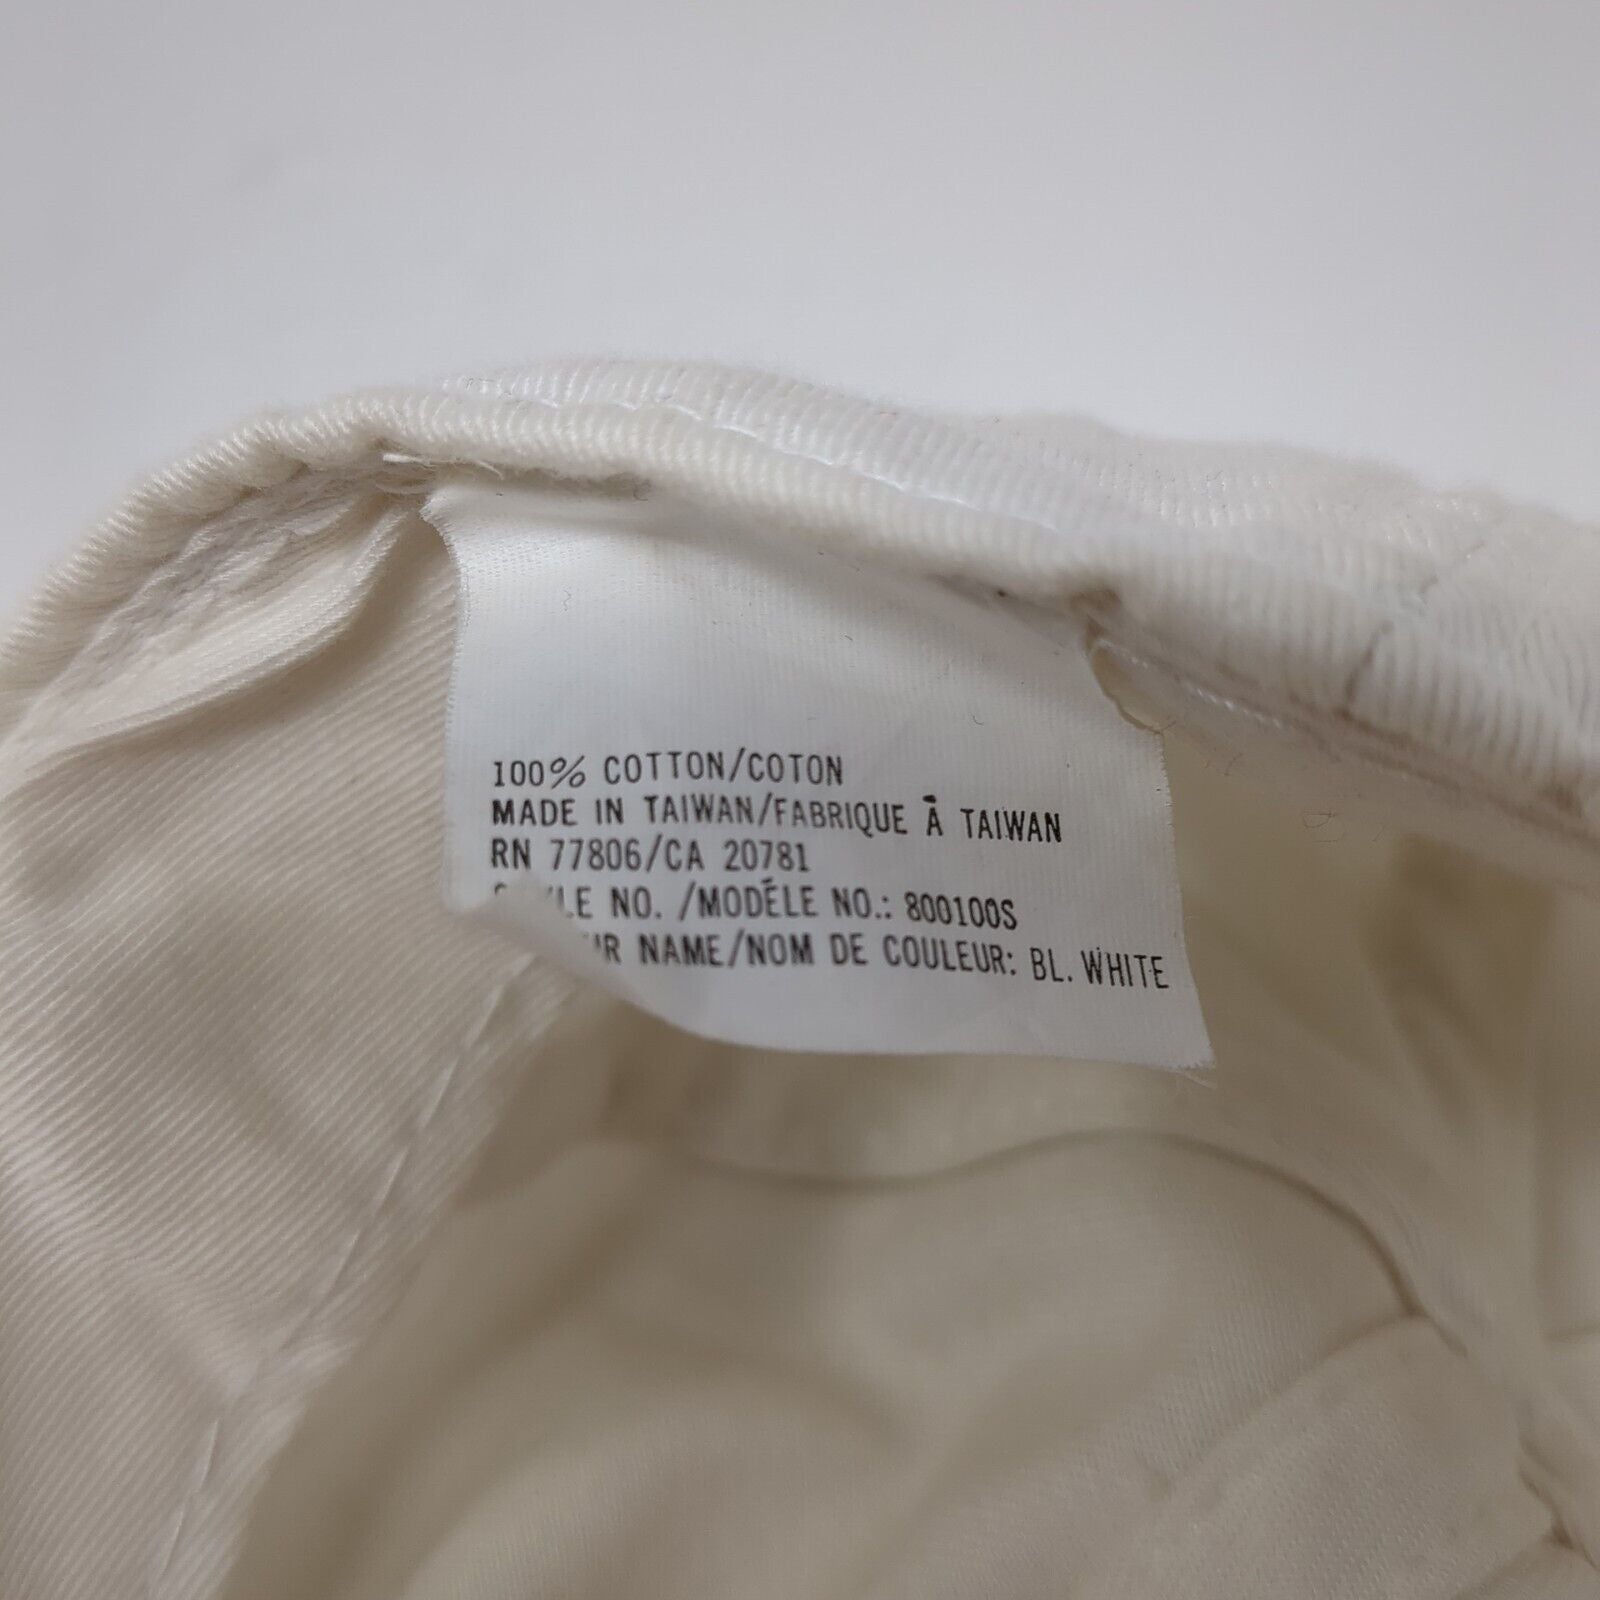 100% COTTON/COTON
MADE IN TAIWAN/FABRIQUE À TAIWAN
RN 77806/CA 20781
NO. /MODÉLE NO.: 800100S
NAME/NOM DE COULEUR: BL. WHITE